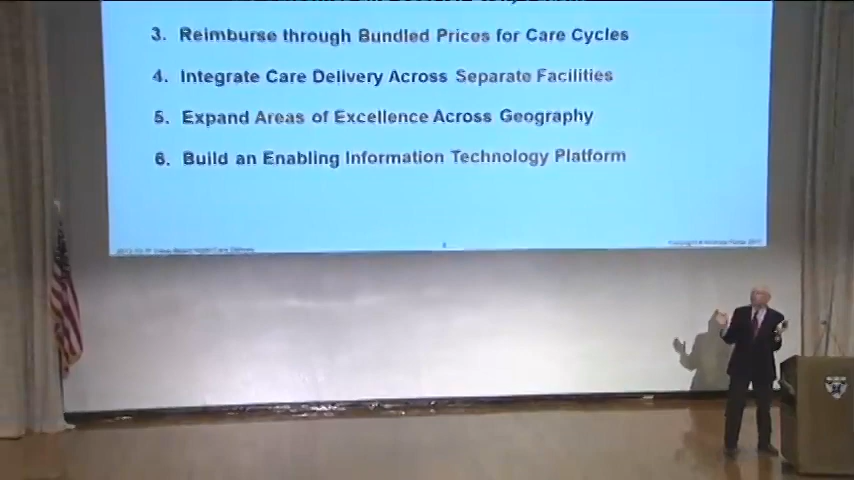 3. Reimburse through Bundled Prices for Care Cycles
4. Integrate Care Delivery Across Separate Facilities
5. Expand Areas of Excellence Across Geography
6. Build an Enabling Information Technology Platform